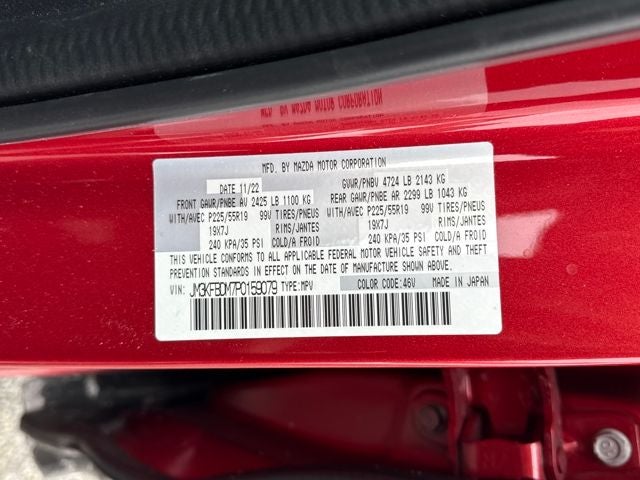 MFD. BY MAZDA MOTOR CORPORATION
DATE 11/22 GVWR/PNBV 4724 LB 2143 KG
FRONT GAWR/PNBE AV 2425 LB 1100 KG REAR GAWR/PNBE AR 2299 LB 1043 KG
WITH/AVEC P225/55R19 99V TIRES/PNEUS WITH/AVEC P225/55R19 99V TIRES/PNEUS
19X7J RIMS/JANTES 19X7J RIMS/JANTES
240 KPA/35 PSI COLD/A FROID 240 KPA/35 PSI COLD/A FROID
THIS VEHICLE CONFORMS TO ALL APPLICABLE FEDERAL MOTOR VEHICLE SAFETY AND THEFT
PREVENTION STANDARDS IN EFFECT ON THE DATE OF MANUFACTURE SHOWN ABOVE.
VIN: JM3KFBDM7P0159079 TYPE:MPV COLOR CODE:46V MADE IN JAPAN